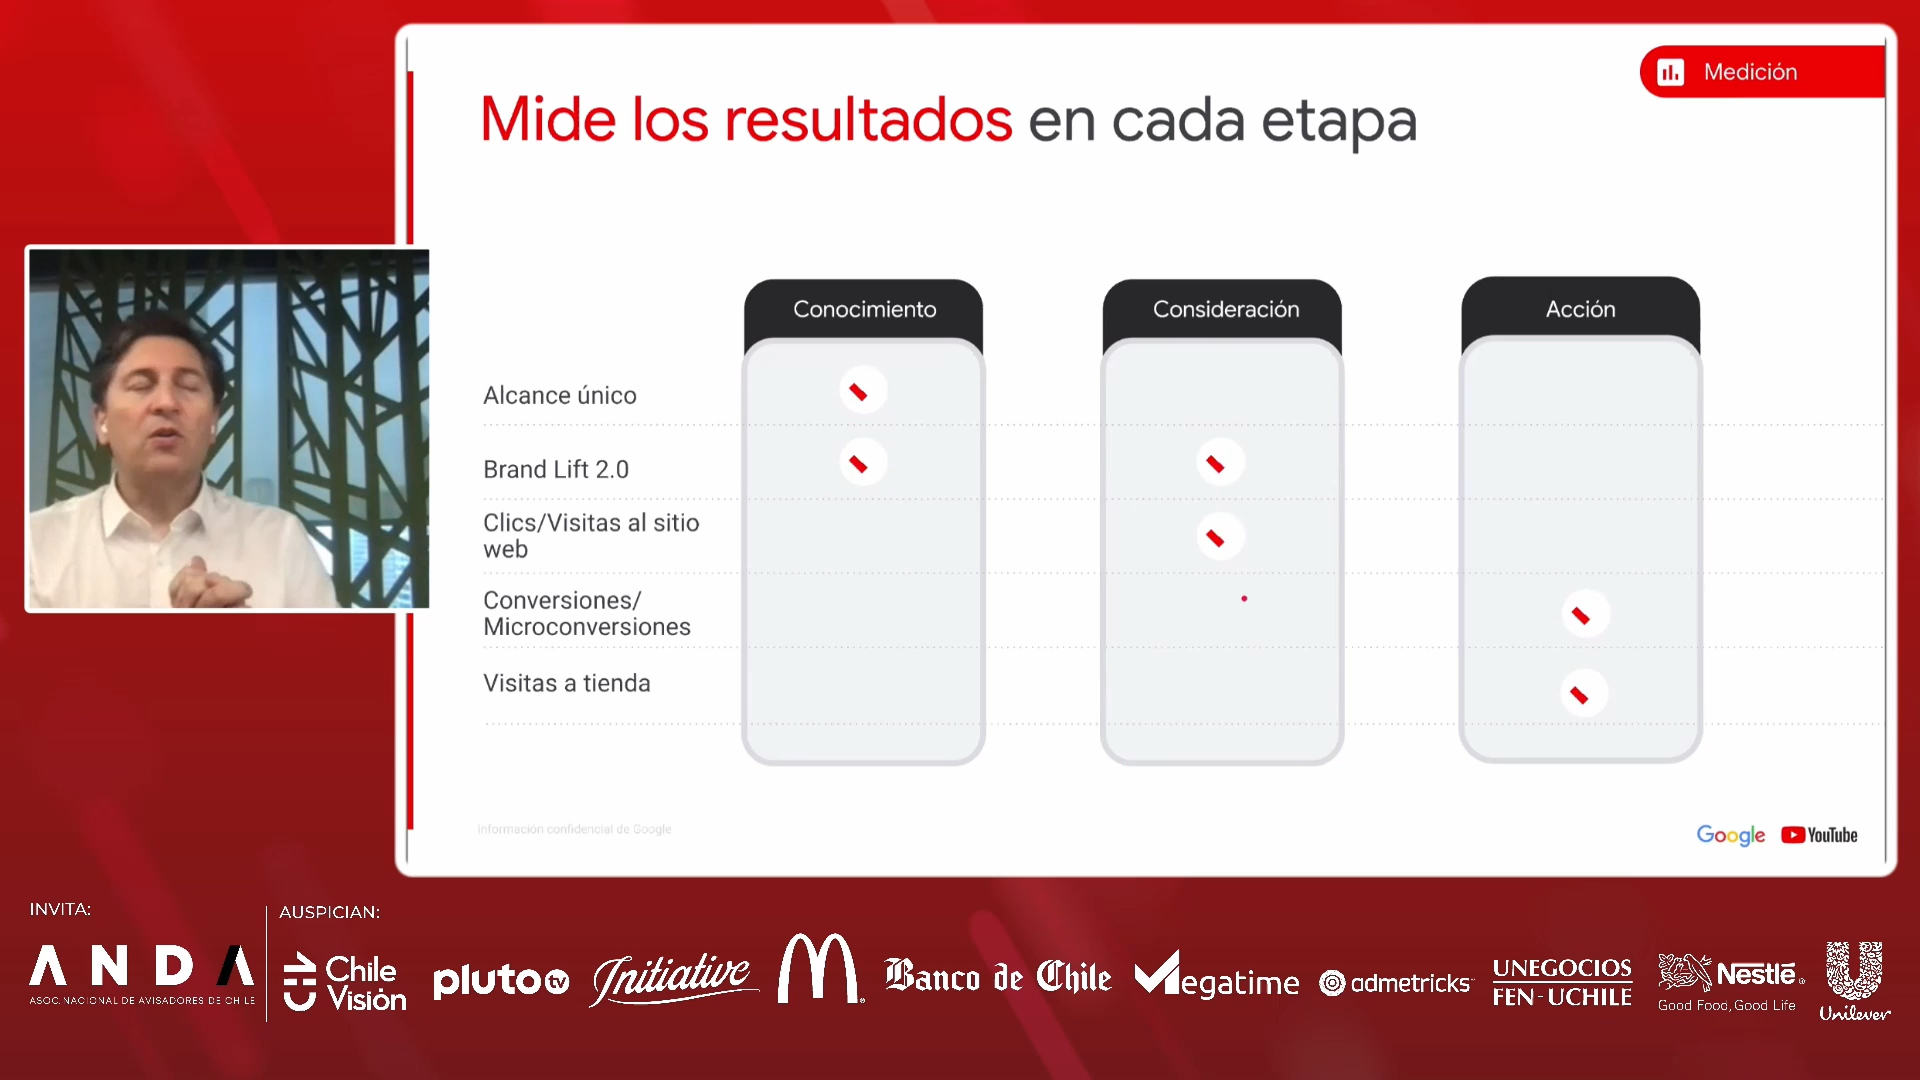 Medición
Mide los resultados en cada etapa
Conocimiento
Consideración
Acción
Alcance único
Brand Lift 2.0
Clics/Visitas al sitio
web
Conversiones/
Microconversiones
Visitas a tienda
Información confidencial de Google
Google YouTube
INVITA:
ANDA
ASOC. NACIONAL DE AVISADORES DE CHILE
AUSPICIAN:
CHV Chile
Visión
pluto tv
Initiative
Banco de Chile
Megatime
admetricks
UNEGOCIOS
FEN - UCHILE
Nestlé
Good Food, Good Life
Unilever